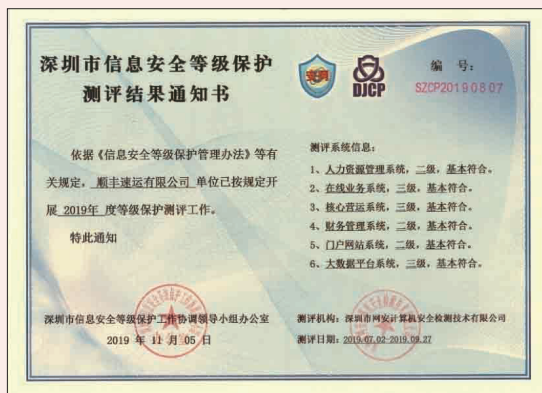 深圳市信息安全等级保护
测评结果通知书
DJCP
编 号：
SZCP20190807
依据《信息安全等级保护管理办法》等有
关规定，顺丰速运有限公司 单位已按规定开
展 2019年 度等级保护测评工作。
特此通知
深圳市信息安全等级保护工作协调领导小组办公室
2019 年 11 月 05 日
测评系统信息：
1、人力资源管理系统，二级，基本符合。
2、在线业务系统，三级，基本符合。
3、核心营运系统，三级，基本符合。
4、财务管理系统，二级，基本符合。
5、门户网站系统，二级，基本符合。
6、大数据平台系统，三级，基本符合。
测评机构：深圳市网安计算机安全检测技术有限公司
测评日期：2019.07.02-2019.09.27